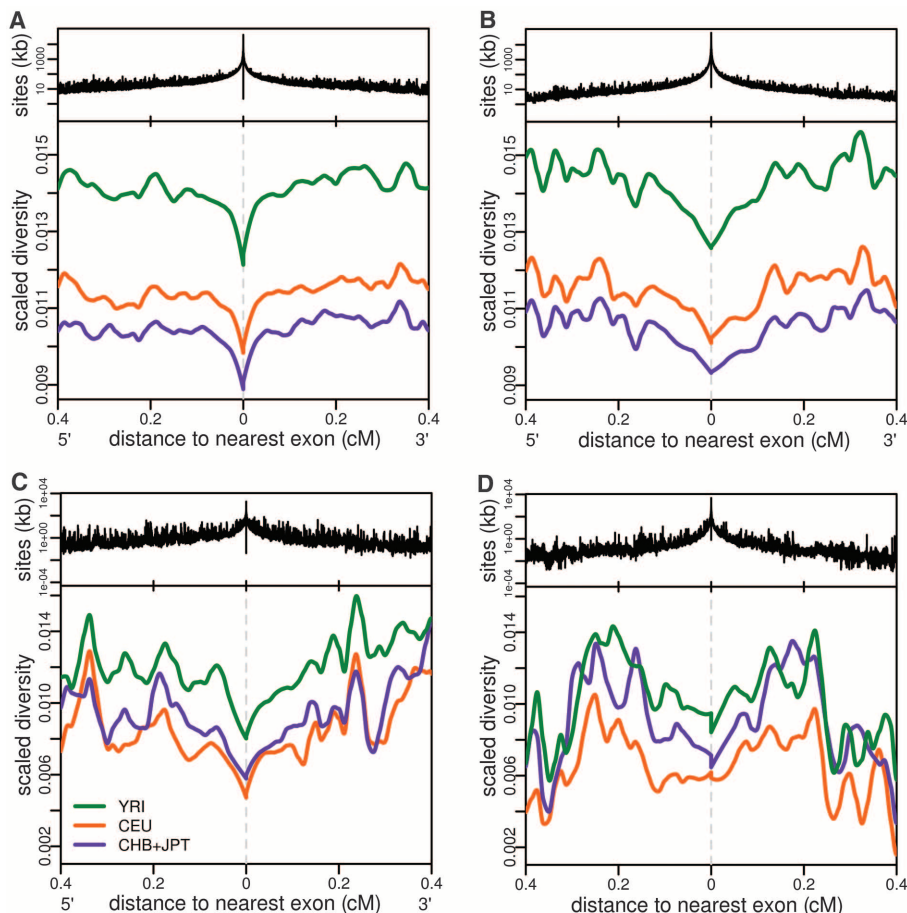 A
sites (kb)
10 1000
scaled diversity
0.009 0.011 0.013 0.015
0.4 0.2 0 0.2 0.4
5' distance to nearest exon (cM) 3'
B
sites (kb)
10 1000
scaled diversity
0.009 0.011 0.013 0.015
0.4 0.2 0 0.2 0.4
5' distance to nearest exon (cM) 3'
C
sites (kb)
1e-04 1e+00 1e+04
scaled diversity
0.002 0.006 0.010 0.014
YRI
CEU
CHB+JPT
0.4 0.2 0 0.2 0.4
5' distance to nearest exon (cM) 3'
D
sites (kb)
1e-04 1e+00 1e+04
scaled diversity
0.002 0.006 0.010 0.014
0.4 0.2 0 0.2 0.4
distance to nearest exon (cM)